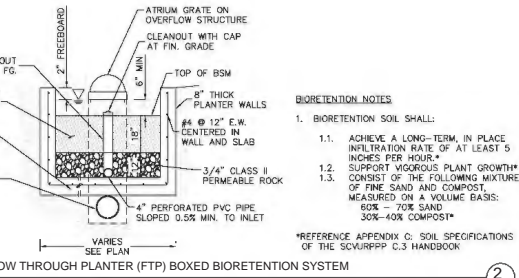 ATRIUM GRATE ON
OVERFLOW STRUCTURE
CLEANOUT WITH CAP
AT FIN. GRADE
2" FREEBOARD
6" MIN
OUT
FG.
TOP OF BSM
8" THICK
PLANTER WALLS
#4 @ 12" E.W.
CENTERED IN
WALL AND SLAB
18"
12"
3/4" CLASS II
PERMEABLE ROCK
4" PERFORATED PVC PIPE
SLOPED 0.5% MIN. TO INLET
VARIES
SEE PLAN
OW THROUGH PLANTER (FTP) BOXED BIORETENTION SYSTEM
BIORETENTION NOTES
1. BIORETENTION SOIL SHALL:
1.1. ACHIEVE A LONG-TERM, IN PLACE
INFILTRATION RATE OF AT LEAST 5
INCHES PER HOUR.*
1.2. SUPPORT VIGOROUS PLANT GROWTH*
1.3. CONSIST OF THE FOLLOWING MIXTURE
OF FINE SAND AND COMPOST,
MEASURED ON A VOLUME BASIS:
60% - 70% SAND
30%-40% COMPOST*
*REFERENCE APPENDIX C: SOIL SPECIFICATIONS
OF THE SCVURPPP C.3 HANDBOOK
2